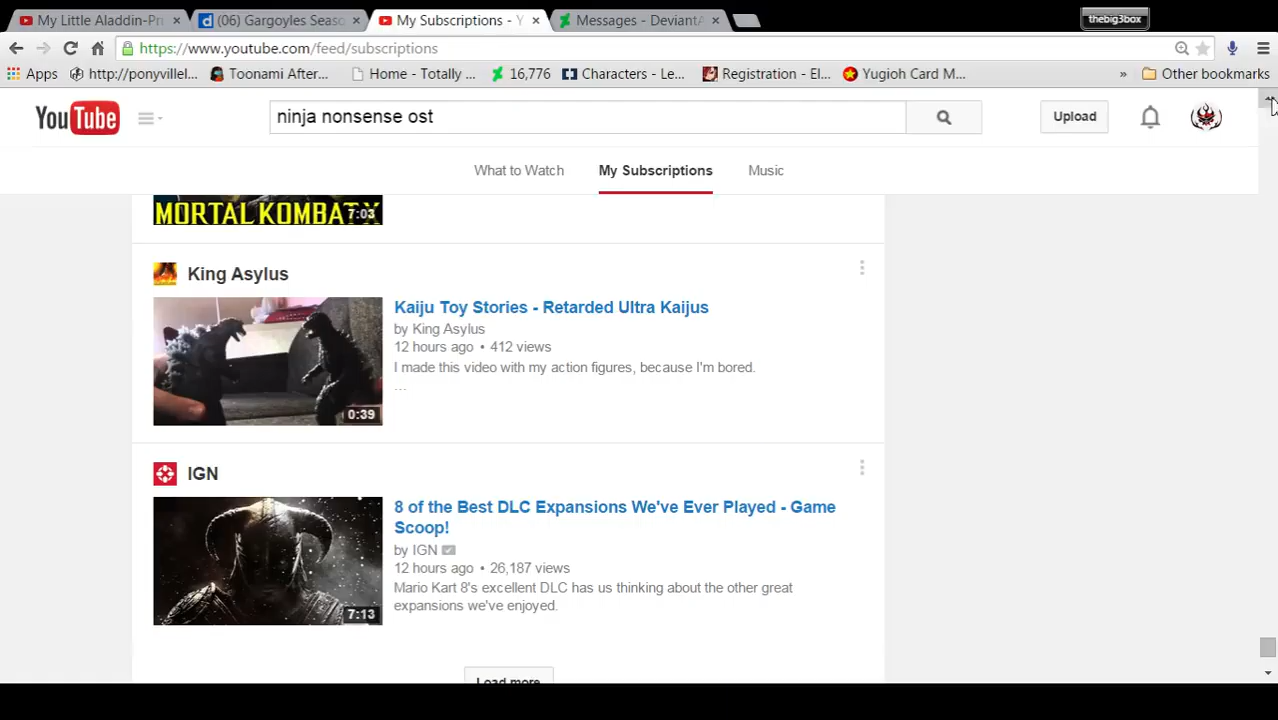 My Little Aladdin-Pr
(06) Gargoyles Seaso
My Subscriptions - Y
Messages - DeviantA
thebig3box
https://www.youtube.com/feed/subscriptions
Apps
http://ponyvillel...
Toonami After...
Home - Totally ...
16,776
Characters - Le...
Registration - El...
Yugioh Card M...
»
Other bookmarks
YouTube
ninja nonsense ost
Upload
What to Watch
My Subscriptions
Music
MORTAL KOMBAT X
7:03
King Asylus
Kaiju Toy Stories - Retarded Ultra Kaijus
by King Asylus
12 hours ago • 412 views
I made this video with my action figures, because I'm bored.
...
0:39
IGN
8 of the Best DLC Expansions We've Ever Played - Game
Scoop!
by IGN
12 hours ago • 26,187 views
Mario Kart 8's excellent DLC has us thinking about the other great
expansions we've enjoyed.
7:13
Load more